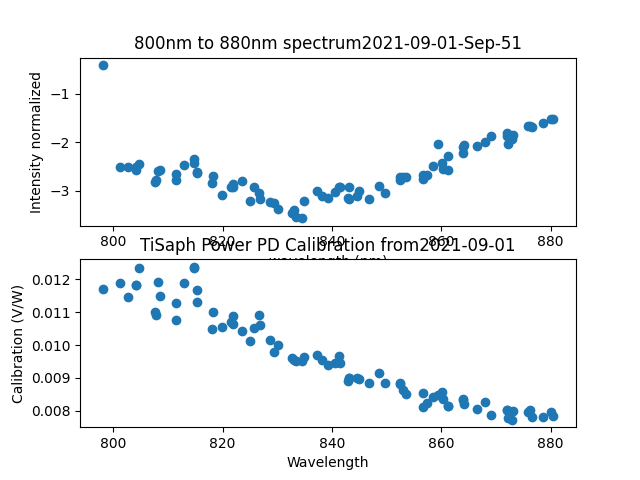 800nm to 880nm spectrum2021-09-01-Sep-51
Intensity normalized
−1
−2
−3
800 820 840 860 880
wavelength (nm)
TiSaph Power PD Calibration from2021-09-01
Calibration (V/W)
0.012
0.011
0.010
0.009
0.008
800 820 840 860 880
Wavelength